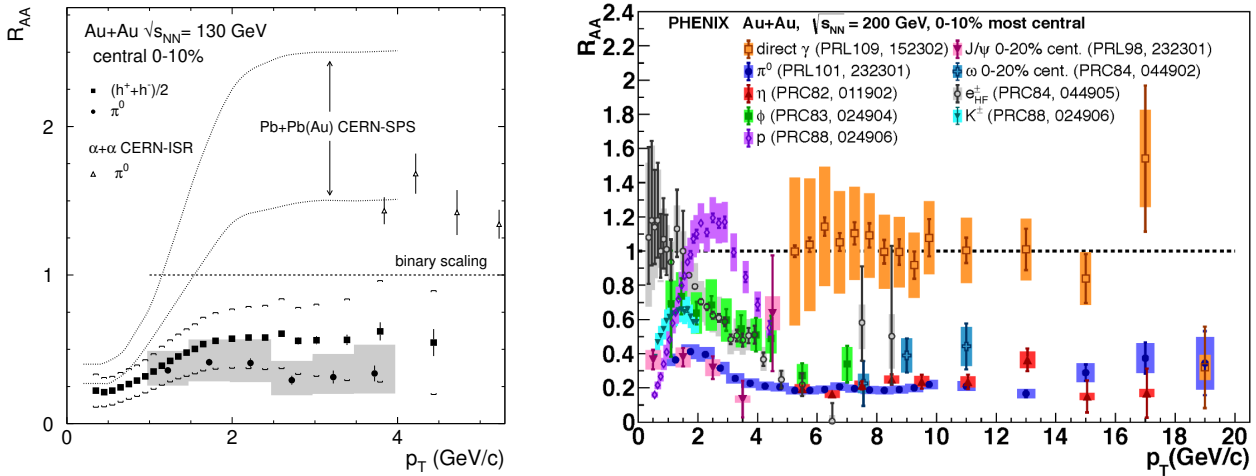 R_AA
Au+Au √s_NN = 130 GeV
central 0-10%
(h⁺+h⁻)/2
π⁰
α+α CERN-ISR
π⁰
Pb+Pb(Au) CERN-SPS
binary scaling
2
1
0
0
2
4
p_T (GeV/c)
R_AA
PHENIX Au+Au, √s_NN = 200 GeV, 0-10% most central
direct γ (PRL109, 152302)
π⁰ (PRL101, 232301)
η (PRC82, 011902)
ϕ (PRC83, 024904)
p (PRC88, 024906)
J/ψ 0-20% cent. (PRL98, 232301)
ω 0-20% cent. (PRC84, 044902)
e±HF (PRC84, 044905)
K± (PRC88, 024906)
2.4
2.2
2
1.8
1.6
1.4
1.2
1
0.8
0.6
0.4
0.2
0
0
2
4
6
8
10
12
14
16
18
20
p_T(GeV/c)